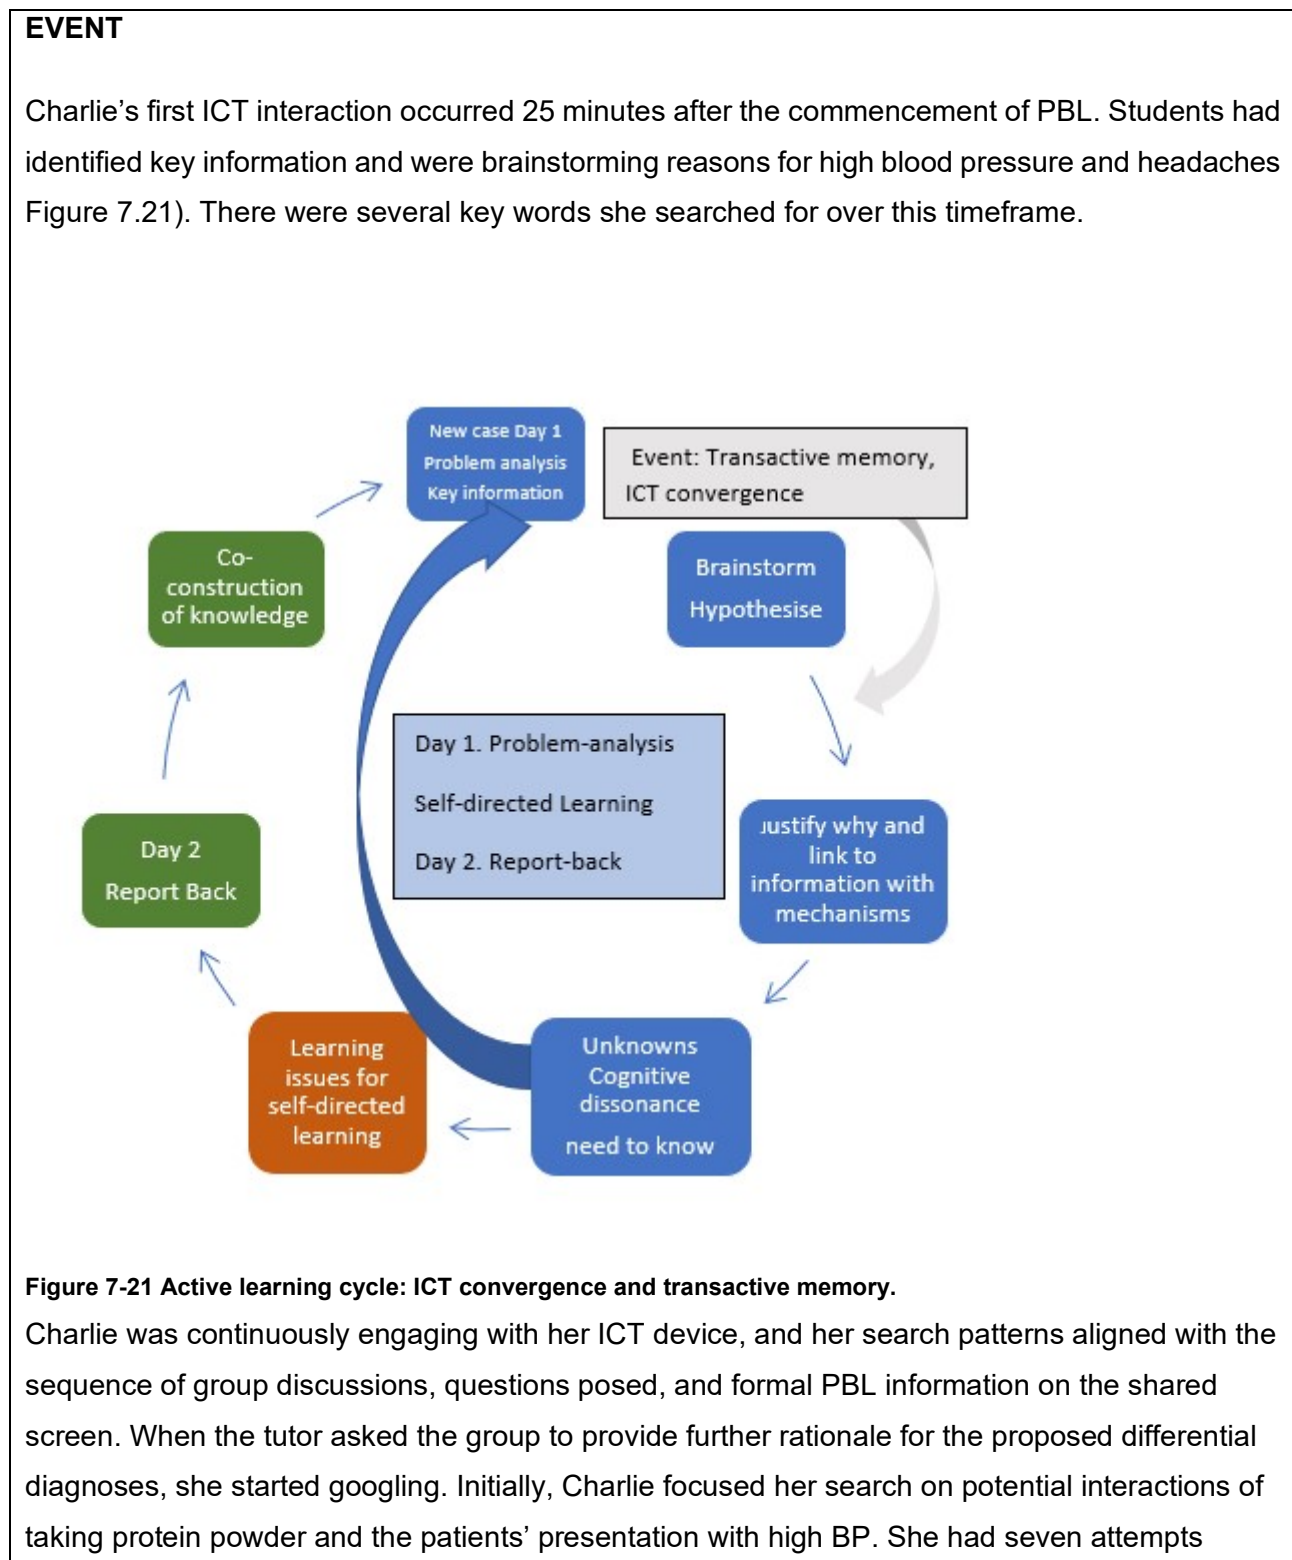 EVENT
Charlie’s first ICT interaction occurred 25 minutes after the commencement of PBL. Students had
identified key information and were brainstorming reasons for high blood pressure and headaches
Figure 7.21). There were several key words she searched for over this timeframe.
New case Day 1
Problem analysis
Key information
Event: Transactive memory,
ICT convergence
Brainstorm
Hypothesise
Justify why and
link to
information with
mechanisms
Unknowns
Cognitive
dissonance
need to know
Learning
issues for
self-directed
learning
Day 2
Report Back
Co-
construction
of knowledge
Day 1. Problem-analysis
Self-directed Learning
Day 2. Report-back
Figure 7-21 Active learning cycle: ICT convergence and transactive memory.
Charlie was continuously engaging with her ICT device, and her search patterns aligned with the
sequence of group discussions, questions posed, and formal PBL information on the shared
screen. When the tutor asked the group to provide further rationale for the proposed differential
diagnoses, she started googling. Initially, Charlie focused her search on potential interactions of
taking protein powder and the patients’ presentation with high BP. She had seven attempts